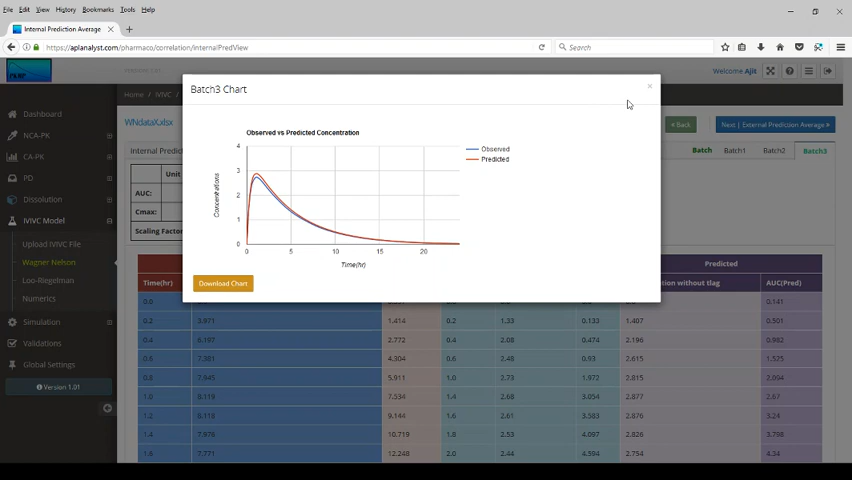 File Edit View History Bookmarks Tools Help
Internal Prediction Average
https://aplanalyst.com/pharmaco/correlation/internalPredView
Search
Welcome Ajit
Home / IVIVC /
WNdataX.xlsx
« Back
Next | External Prediction Average »
Internal Predic
Batch Batch1 Batch2 Batch3
Unit
AUC:
Cmax:
Scaling Factor
Dashboard
NCA-PK
CA-PK
PD
Dissolution
IVIVC Model
Upload IVIVC File
Wagner Nelson
Loo-Riegelman
Numerics
Simulation
Validations
Global Settings
Version 1.01
Batch3 Chart
Observed vs Predicted Concentration
Observed
Predicted
Concentrations
4
3
2
1
0
0 5 10 15 20
Time(hr)
Download Chart
Predicted
Time(hr) tion without tlag AUC(Pred)
0.0 0.141
0.2 3.971 1.414 0.2 1.33 0.133 1.407 0.501
0.4 6.197 2.772 0.4 2.08 0.474 2.196 0.982
0.6 7.381 4.304 0.6 2.48 0.93 2.615 1.525
0.8 7.945 5.911 1.0 2.73 1.972 2.815 2.094
1.0 8.119 7.534 1.4 2.68 3.054 2.877 2.67
1.2 8.118 9.144 1.6 2.61 3.583 2.876 3.24
1.4 7.976 10.719 1.8 2.53 4.097 2.826 3.798
1.6 7.771 12.248 2.0 2.44 4.594 2.754 4.34